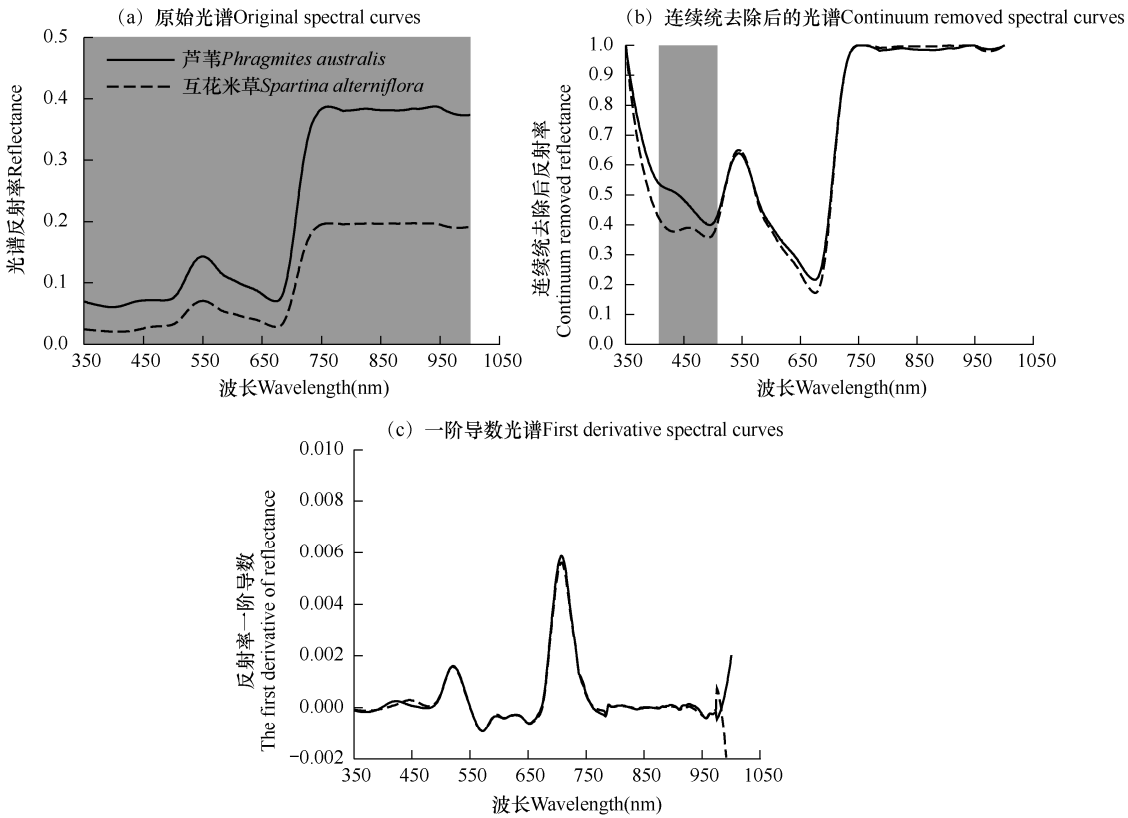 （a）原始光谱Original spectral curves
0.5
0.4
0.3
0.2
0.1
0.0
光谱反射率Reflectance
芦苇Phragmites australis
互花米草Spartina alterniflora
350 450 550 650 750 850 950 1050
波长Wavelength(nm)
（b）连续统去除后的光谱Continuum removed spectral curves
1.0
0.9
0.8
0.7
0.6
0.5
0.4
0.3
0.2
0.1
0.0
连续统去除后反射率
Continuum removed reflectance
350 450 550 650 750 850 950 1050
波长Wavelength(nm)
（c）一阶导数光谱First derivative spectral curves
0.010
0.008
0.006
0.004
0.002
0.000
−0.002
反射率一阶导数
The first derivative of reflectance
350 450 550 650 750 850 950 1050
波长Wavelength(nm)